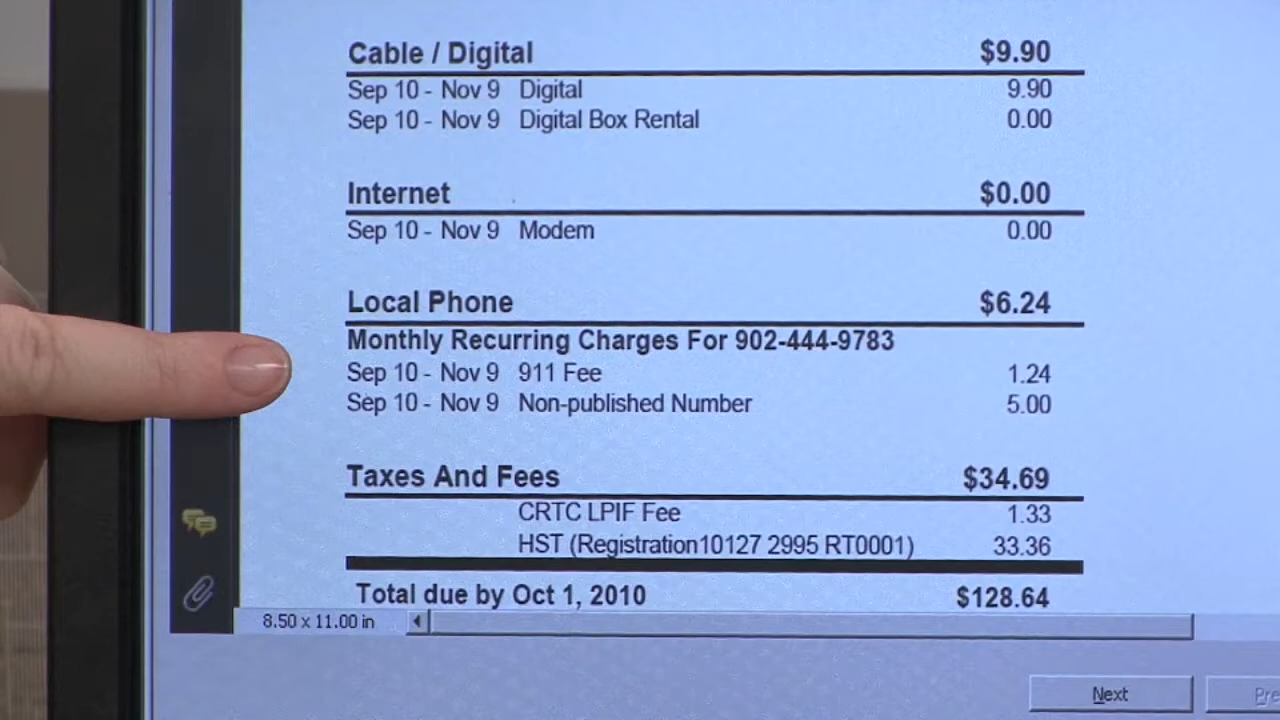 Cable / Digital $9.90
Sep 10 - Nov 9 Digital 9.90
Sep 10 - Nov 9 Digital Box Rental 0.00
Internet $0.00
Sep 10 - Nov 9 Modem 0.00
Local Phone $6.24
Monthly Recurring Charges For 902-444-9783
Sep 10 - Nov 9 911 Fee 1.24
Sep 10 - Nov 9 Non-published Number 5.00
Taxes And Fees $34.69
CRTC LPIF Fee 1.33
HST (Registration10127 2995 RT0001) 33.36
Total due by Oct 1, 2010 $128.64
8.50 x 11.00 in
Next